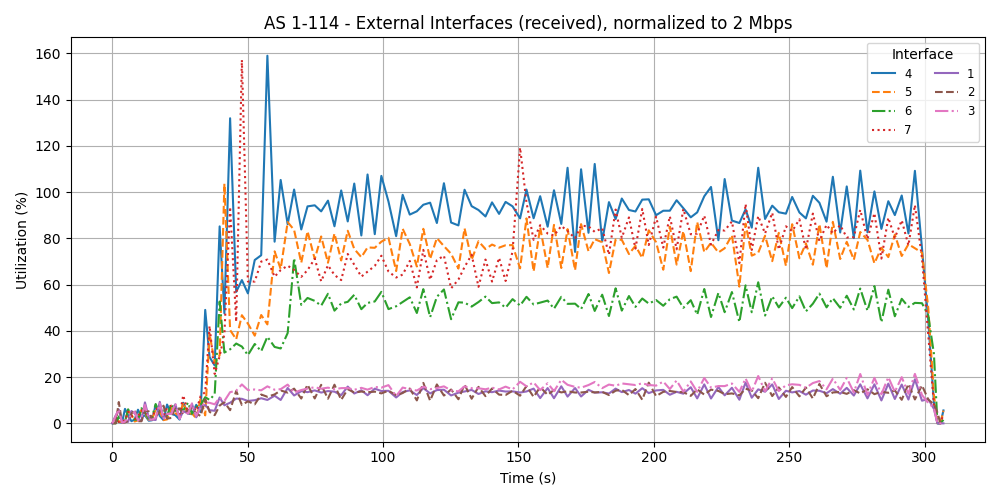 AS 1-114 - External Interfaces (received), normalized to 2 Mbps
Utilization (%)
160
140
120
100
80
60
40
20
0
0 50 100 150 200 250 300
Time (s)
Interface
4 1
5 2
6 3
7